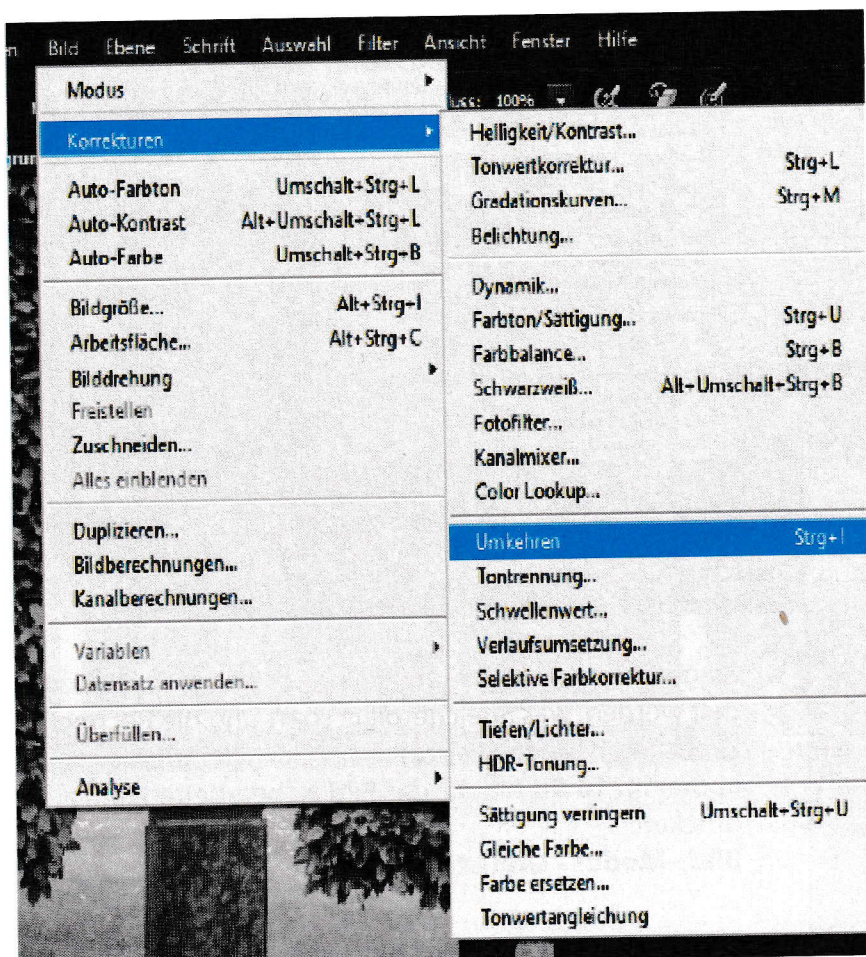 Bild Ebene Schrift Auswahl Filter Ansicht Fenster Hilfe
Modus
100%
Korrekturen
Auto-Farbton Umschalt+Strg+L
Auto-Kontrast Alt+Umschalt+Strg+L
Auto-Farbe Umschalt+Strg+B
Bildgröße... Alt+Strg+I
Arbeitsfläche... Alt+Strg+C
Bilddrehung
Freistellen
Zuschneiden...
Alles einblenden
Duplizieren...
Bildberechnungen...
Kanalberechnungen...
Variablen
Datensatz anwenden...
Überfüllen...
Analyse
Helligkeit/Kontrast...
Tonwertkorrektur... Strg+L
Gradationskurven... Strg+M
Belichtung...
Dynamik...
Farbton/Sättigung... Strg+U
Farbbalance... Strg+B
Schwarzweiß... Alt+Umschalt+Strg+B
Fotofilter...
Kanalmixer...
Color Lookup...
Umkehren Strg+I
Tontrennung...
Schwellenwert...
Verlaufsumsetzung...
Selektive Farbkorrektur...
Tiefen/Lichter...
HDR-Tonung...
Sättigung verringern Umschalt+Strg+U
Gleiche Farbe...
Farbe ersetzen...
Tonwertangleichung